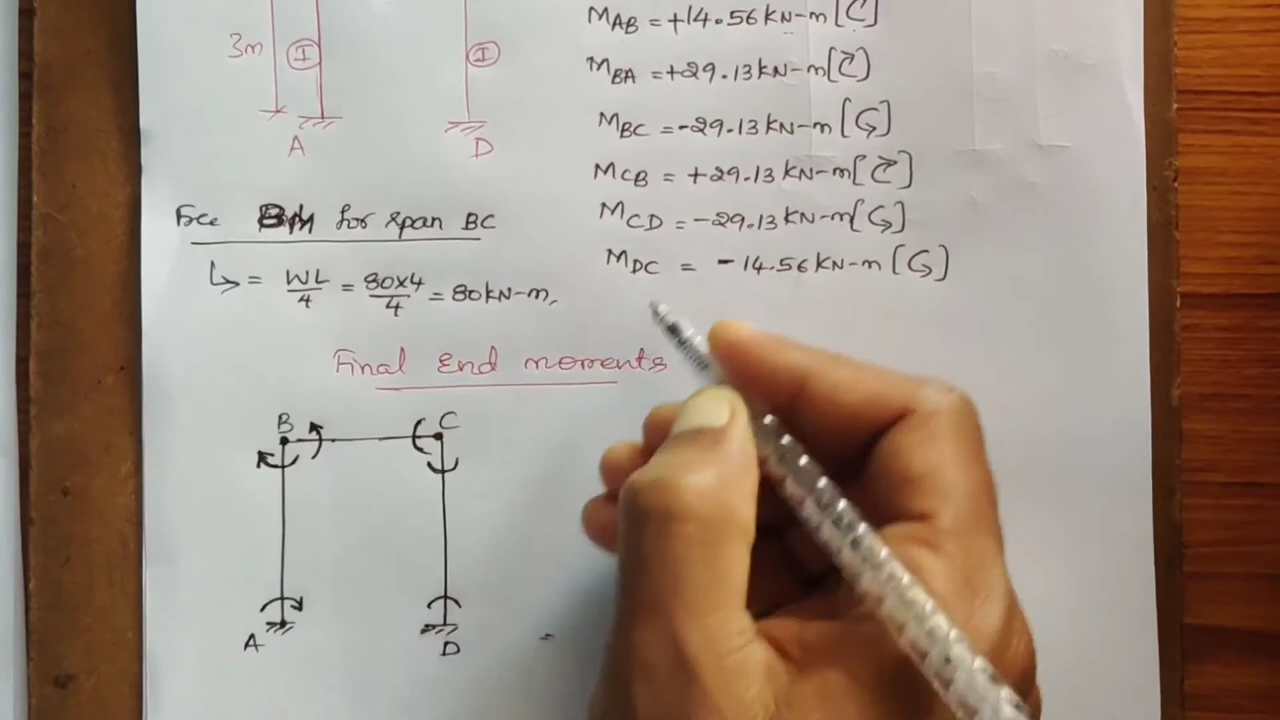 3m
I
I
A
D
MAB = +14.56 kN-m [↻]
MBA = +29.13 kN-m [↻]
MBC = -29.13 kN-m [↺]
MCB = +29.13 kN-m [↻]
MCD = -29.13 kN-m [↺]
MDC = -14.56 kN-m [↺]
Free BM for span BC
↳ = WL/4 = 80×4/4 = 80 kN-m,
Final End moments
B
C
A
D
=